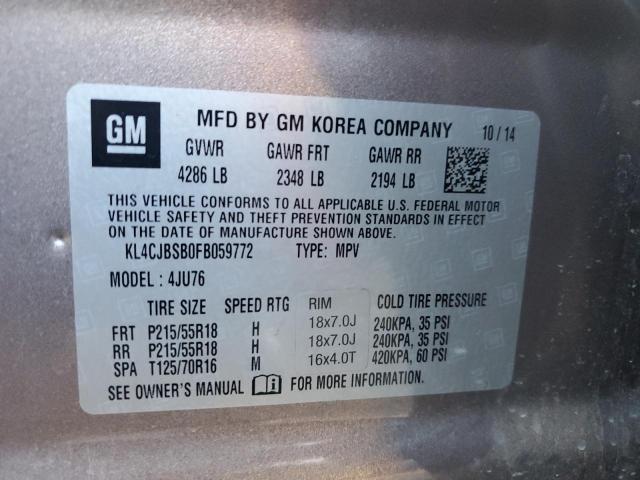 GM MFD BY GM KOREA COMPANY 10 / 14
GVWR GAWR FRT GAWR RR
4286 LB 2348 LB 2194 LB
THIS VEHICLE CONFORMS TO ALL APPLICABLE U.S. FEDERAL MOTOR
VEHICLE SAFETY AND THEFT PREVENTION STANDARDS IN EFFECT
ON THE DATE OF MANUFACTURE SHOWN ABOVE.
KL4CJBSB0FB059772 TYPE: MPV
MODEL : 4JU76
TIRE SIZE SPEED RTG RIM COLD TIRE PRESSURE
FRT P215/55R18 H 18x7.0J 240KPA, 35 PSI
RR P215/55R18 H 18x7.0J 240KPA, 35 PSI
SPA T125/70R16 M 16x4.0T 420KPA, 60 PSI
SEE OWNER'S MANUAL FOR MORE INFORMATION.